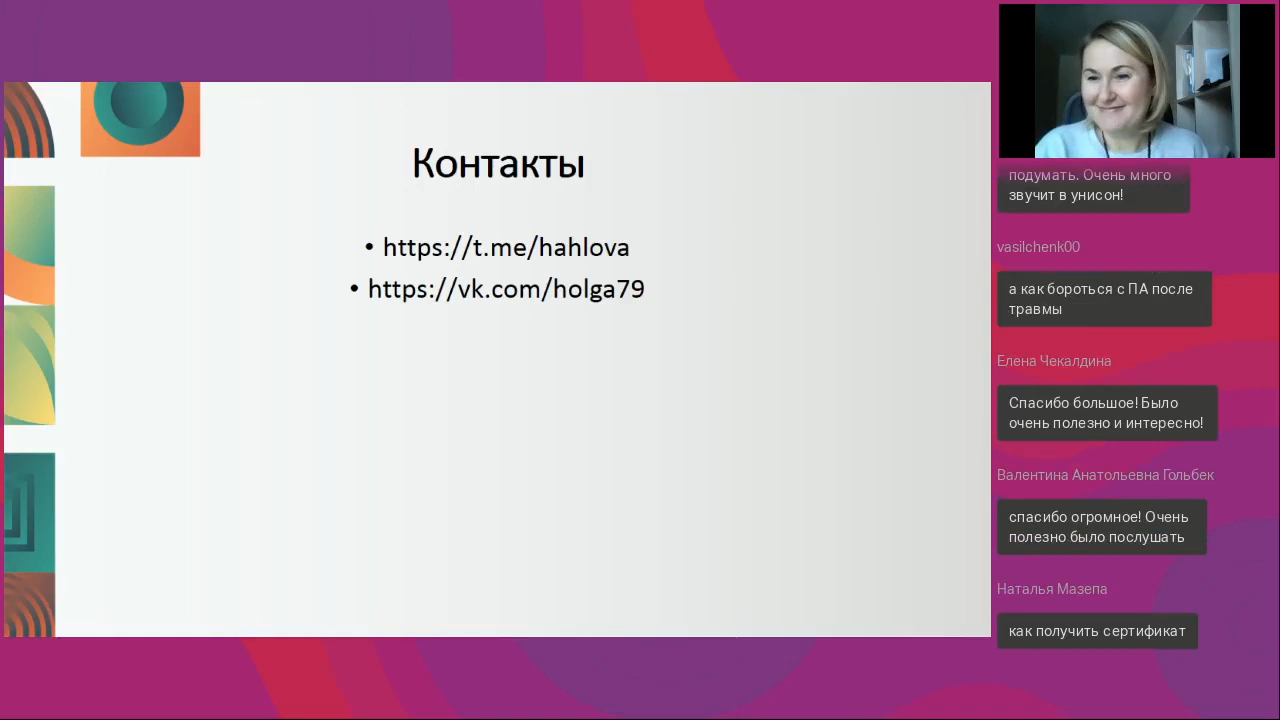 Контакты
• https://t.me/hahlova
• https://vk.com/holga79
подумать. Очень много
звучит в унисон!
vasilchenk00
а как бороться с ПА после
травмы
Елена Чекалдина
Спасибо большое! Было
очень полезно и интересно!
Валентина Анатольевна Гольбек
спасибо огромное! Очень
полезно было послушать
Наталья Мазепа
как получить сертификат